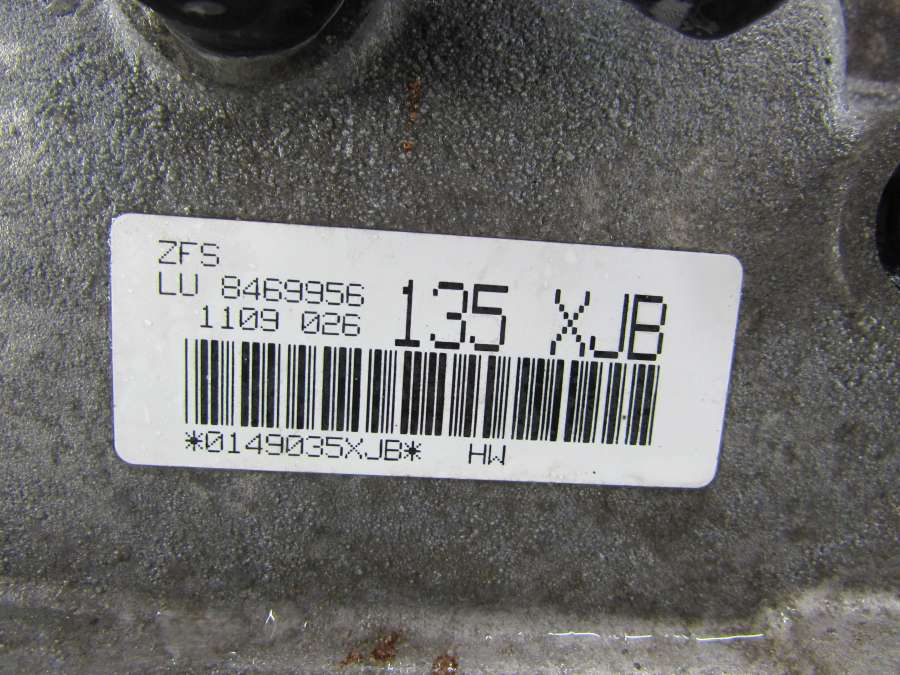 ZFS
LU 8469956 135 XJB
1109 026
*0149035XJB* HW